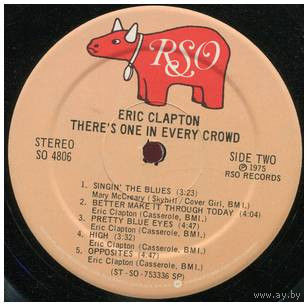 RSO
ERIC CLAPTON
THERE'S ONE IN EVERY CROWD
STEREO
SO 4806
SIDE TWO
℗ 1975
RSO RECORDS
1. SINGIN' THE BLUES (3:23)
Mary McCreary (Skyhill/Cover Girl, BMI.)
2. BETTER MAKE IT THROUGH TODAY (4:04)
Eric Clapton (Casserole, BMI.)
3. PRETTY BLUE EYES (4:47)
Eric Clapton (Casserole, BMI.)
4. HIGH (3:32)
Eric Clapton (Casserole, BMI.)
5. OPPOSITES (4:47)
Eric Clapton (Casserole, BMI.)
(ST-SO-753336 SP)
av.by